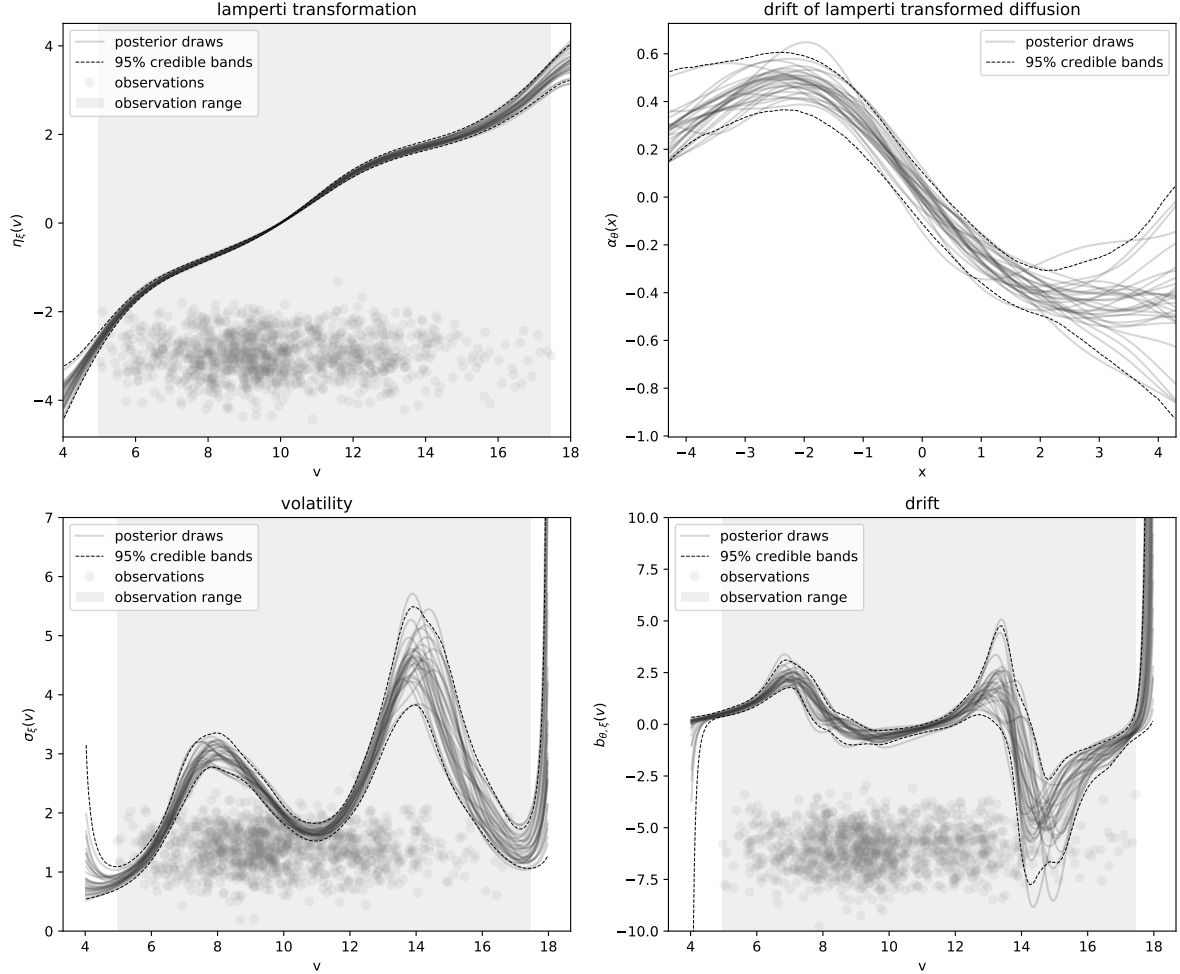 lamperti transformation
posterior draws
95% credible bands
observations
observation range
4
2
0
−2
−4
η_ξ(v)
4 6 8 10 12 14 16 18
v
drift of lamperti transformed diffusion
posterior draws
95% credible bands
0.6
0.4
0.2
0.0
−0.2
−0.4
−0.6
−0.8
−1.0
α_θ(x)
−4 −3 −2 −1 0 1 2 3 4
x
volatility
posterior draws
95% credible bands
observations
observation range
7
6
5
4
3
2
1
0
σ_ξ(v)
4 6 8 10 12 14 16 18
v
drift
posterior draws
95% credible bands
observations
observation range
10.0
7.5
5.0
2.5
0.0
−2.5
−5.0
−7.5
−10.0
b_θ,ξ(v)
4 6 8 10 12 14 16 18
v